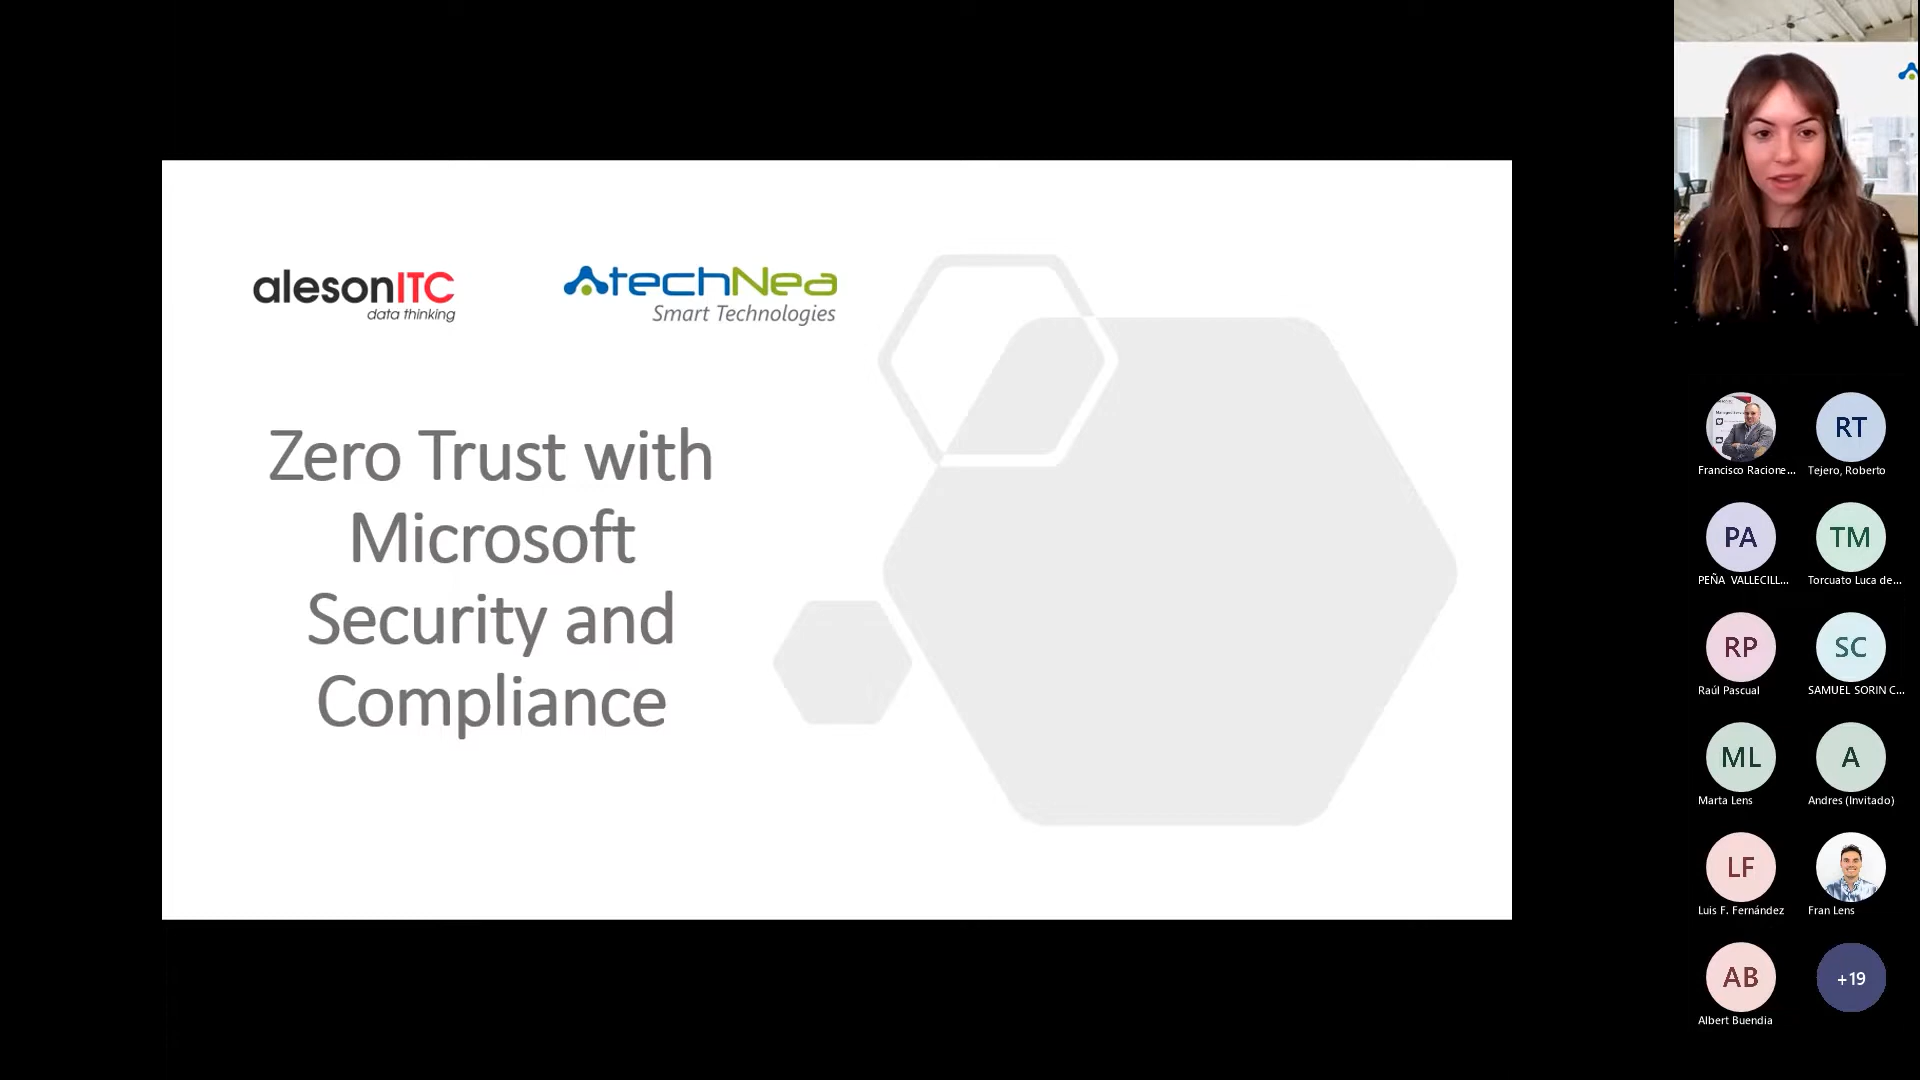 alesonITC
data thinking
techNea
Smart Technologies
Zero Trust with
Microsoft
Security and
Compliance
Francisco Racione...
RT
Tejero, Roberto
PA
PEÑA VALLECILL...
TM
Torcuato Luca de...
RP
Raúl Pascual
SC
SAMUEL SORIN C...
ML
Marta Lens
A
Andres (Invitado)
LF
Luis F. Fernández
Fran Lens
AB
Albert Buendia
+19